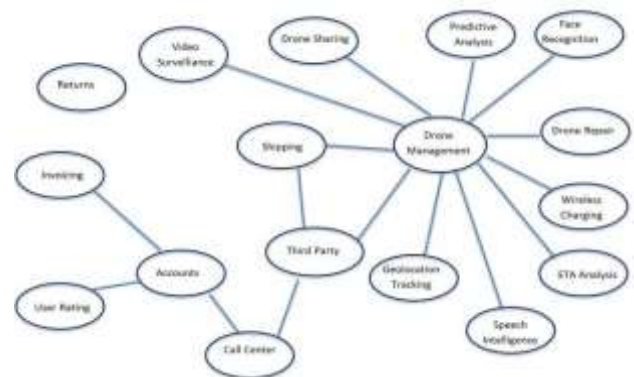 Drone Sharing
Predictive
Analysis
Face
Recognition
Video
Survalliance
Returns
Drone
Management
Drone Repair
Shipping
Invoicing
Wireless
Charging
Third Party
Accounts
Geolocation
Tracking
ETA Analysis
User Rating
Speech
Intelligence
Call Center